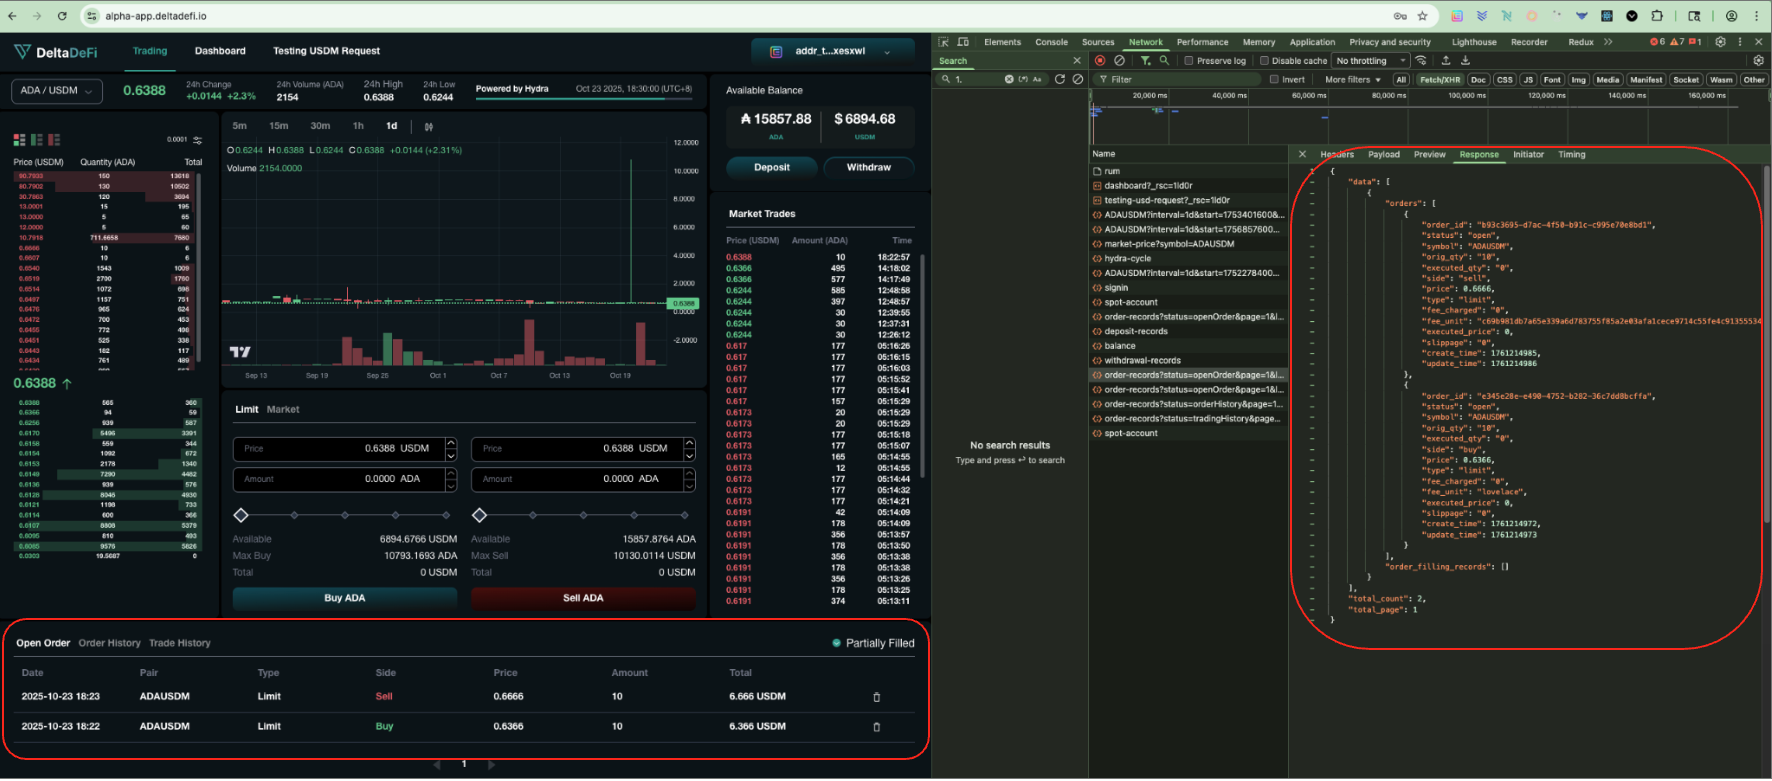 alpha-app.deltadefi.io
DeltaDeFi
Trading
Dashboard
Testing USDM Request
addr_t...xesxwl
ADA / USDM
0.6388
24h Change
+0.0144 +2.3%
24h Volume (ADA)
2154
24h High
0.6388
24h Low
0.6244
Powered by Hydra
Oct 23 2025, 18:30:00 (UTC+8)
0.0001
Price (USDM) Quantity (ADA) Total
90.7933 150 13618
80.7902 130 10502
30.7863 120 3694
13.0001 15 195
13.0000 5 65
12.0000 5 60
10.7918 711.6658 7680
0.6666 10 6
0.6607 10 6
0.6540 1543 1009
0.6519 2700 1760
0.6514 1072 698
0.6497 1157 751
0.6476 965 624
0.6472 700 453
0.6455 772 498
0.6451 525 338
0.6443 182 117
0.6434 761 489
0.6388
0.6388 565 360
0.6366 94 59
0.6256 939 587
0.6170 5496 3391
0.6158 559 344
0.6154 1092 672
0.6153 2178 1340
0.6148 7290 4482
0.6136 939 576
0.6128 8046 4930
0.6121 1198 733
0.6114 600 366
0.6107 8808 5379
0.6095 810 493
0.6085 9575 5826
0.0303 19.5687 0
5m 15m 30m 1h 1d
O0.6244 H0.6388 L0.6244 C0.6388 +0.0144 (+2.31%)
Volume 2154.0000
12.0000
10.0000
8.0000
6.0000
4.0000
2.0000
0.6388
0.0000
-2.0000
Sep 13 Sep 19 Sep 25 Oct 1 Oct 7 Oct 13 Oct 19
Limit Market
Price 0.6388 USDM
Price 0.6388 USDM
Amount 0.0000 ADA
Amount 0.0000 ADA
Available 6894.6766 USDM
Available 15857.8764 ADA
Max Buy 10793.1693 ADA
Max Sell 10130.0114 USDM
Total 0 USDM
Total 0 USDM
Buy ADA
Sell ADA
Available Balance
₳ 15857.88
ADA
$ 6894.68
USDM
Deposit
Withdraw
Market Trades
Price (USDM) Amount (ADA) Time
0.6388 10 18:22:57
0.6366 495 14:18:02
0.6366 577 14:17:49
0.6244 585 12:48:58
0.6244 397 12:48:57
0.6244 30 12:39:55
0.6244 30 12:37:31
0.6244 30 12:26:12
0.617 177 05:16:26
0.617 177 05:16:15
0.617 177 05:16:03
0.617 177 05:15:52
0.617 177 05:15:41
0.617 157 05:15:29
0.6173 20 05:15:29
0.6173 20 05:15:29
0.6173 177 05:15:18
0.6173 177 05:15:07
0.6173 165 05:14:55
0.6173 12 05:14:55
0.6173 177 05:14:44
0.6173 177 05:14:32
0.6173 177 05:14:21
0.6191 42 05:14:09
0.6191 178 05:14:09
0.6191 356 05:13:57
0.6191 178 05:13:50
0.6191 356 05:13:38
0.6191 178 05:13:38
0.6191 356 05:13:26
0.6191 178 05:13:25
0.6191 374 05:13:11
Open Order Order History Trade History
Partially Filled
Date Pair Type Side Price Amount Total
2025-10-23 18:23 ADAUSDM Limit Sell 0.6666 10 6.666 USDM
2025-10-23 18:22 ADAUSDM Limit Buy 0.6366 10 6.366 USDM
1
Elements Console Sources Network Performance Memory Application Privacy and security Lighthouse Recorder Redux
6 7 1
Search
1.
Aa
No search results
Type and press ↵ to search
Preserve log Disable cache No throttling
Filter Invert More filters All Fetch/XHR Doc CSS JS Font Img Media Manifest Socket Wasm Other
20,000 ms 40,000 ms 60,000 ms 80,000 ms 100,000 ms 120,000 ms 140,000 ms 160,000 ms
Name
rum
dashboard?_rsc=1ld0r
testing-usd-request?_rsc=1ld0r
ADAUSDM?interval=1d&start=1753401600&...
ADAUSDM?interval=1d&start=1756857600...
market-price?symbol=ADAUSDM
hydra-cycle
ADAUSDM?interval=1d&start=1752278400...
signin
spot-account
order-records?status=openOrder&page=1&l...
deposit-records
balance
withdrawal-records
order-records?status=openOrder&page=1&l...
order-records?status=openOrder&page=1&l...
order-records?status=orderHistory&page=1...
order-records?status=tradingHistory&page...
spot-account
Headers Payload Preview Response Initiator Timing
1 {
"data": [
{
"orders": [
{
"order_id": "b93c3695-d7ac-4f50-b91c-c995e70e8bd1",
"status": "open",
"symbol": "ADAUSDM",
"orig_qty": "10",
"executed_qty": "0",
"side": "sell",
"price": 0.6666,
"type": "limit",
"fee_charged": "0",
"fee_unit": "c69b981db7a65e339a6d783755f85a2e03afa1cece9714c55fe4c91355534
"executed_price": 0,
"slippage": "0",
"create_time": 1761214985,
"update_time": 1761214986
},
{
"order_id": "e345e28e-e490-4752-b282-36c7dd8bcffa",
"status": "open",
"symbol": "ADAUSDM",
"orig_qty": "10",
"executed_qty": "0",
"side": "buy",
"price": 0.6366,
"type": "limit",
"fee_charged": "0",
"fee_unit": "lovelace",
"executed_price": 0,
"slippage": "0",
"create_time": 1761214972,
"update_time": 1761214973
}
],
"order_filling_records": []
}
],
"total_count": 2,
"total_page": 1
}